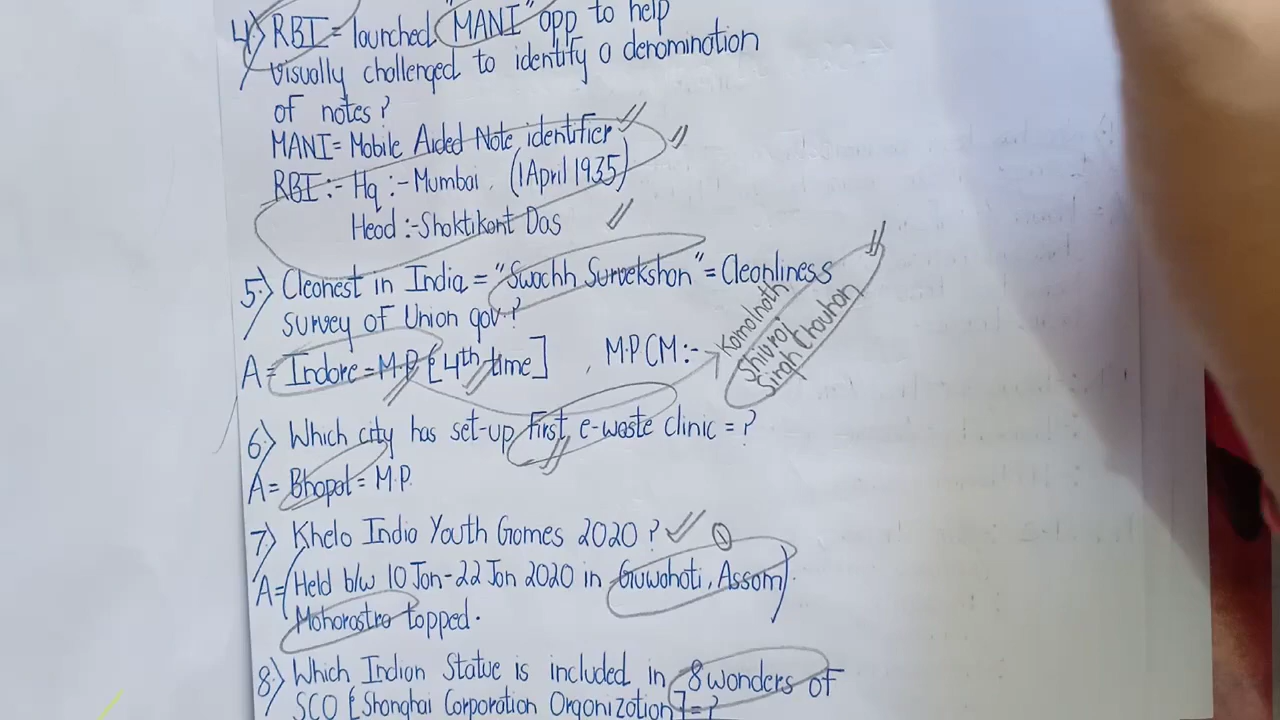 4) RBI = launched "MANI" app to help
visually challenged to identify a denomination
of notes?
MANI = Mobile Aided Note identifier
RBI :- Hq :- Mumbai, (1 April 1935)
Head :- Shaktikant Das
5) Cleanest in India = "Swachh Survekshan" = Cleanliness
survey of Union gov.?
A = Indore = M.P. [4th time] , M.P CM :- Kamalnath
Shivraj
Singh Chouhan
6) Which city has set-up first e-waste clinic = ?
A = Bhopal = M.P.
7) Khelo India Youth Games 2020 ? 1
A = (Held b/w 10 Jan - 22 Jan 2020 in Guwahati, Assam)
Maharastra topped.
8) Which Indian Statue is included in 8 wonders of
SCO [Shanghai Corporation Organization] = ?